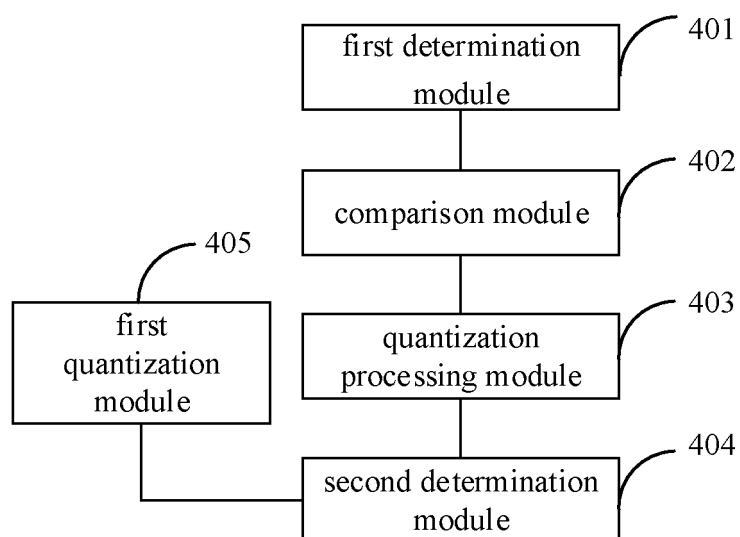 first determination
module
401
comparison module
402
405
first
quantization
module
quantization
processing module
403
second determination
module
404